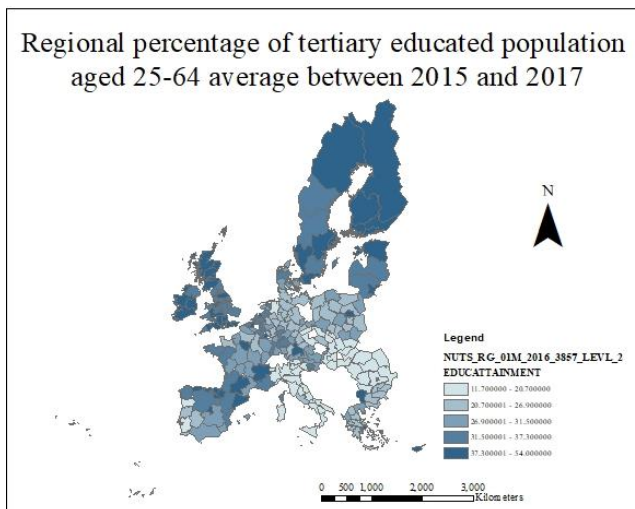 Regional percentage of tertiary educated population
aged 25-64 average between 2015 and 2017
N
Legend
NUTS_RG_01M_2016_3857_LEVL_2
EDUCATTAINMENT
11.700000 - 20.700000
20.700001 - 26.900000
26.900001 - 31.500000
31.500001 - 37.300000
37.300001 - 54.000000
0 500 1,000 2,000 3,000
Kilometers